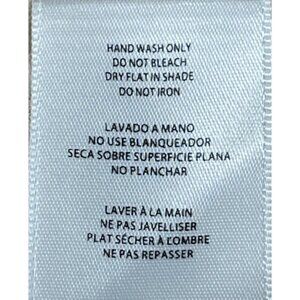 HAND WASH ONLY
DO NOT BLEACH
DRY FLAT IN SHADE
DO NOT IRON
LAVADO A MANO
NO USE BLANQUEADOR
SECA SOBRE SUPERFICIE PLANA
NO PLANCHAR
LAVER À LA MAIN
NE PAS JAVELLISER
PLAT SÉCHER À L'OMBRE
NE PAS REPASSER